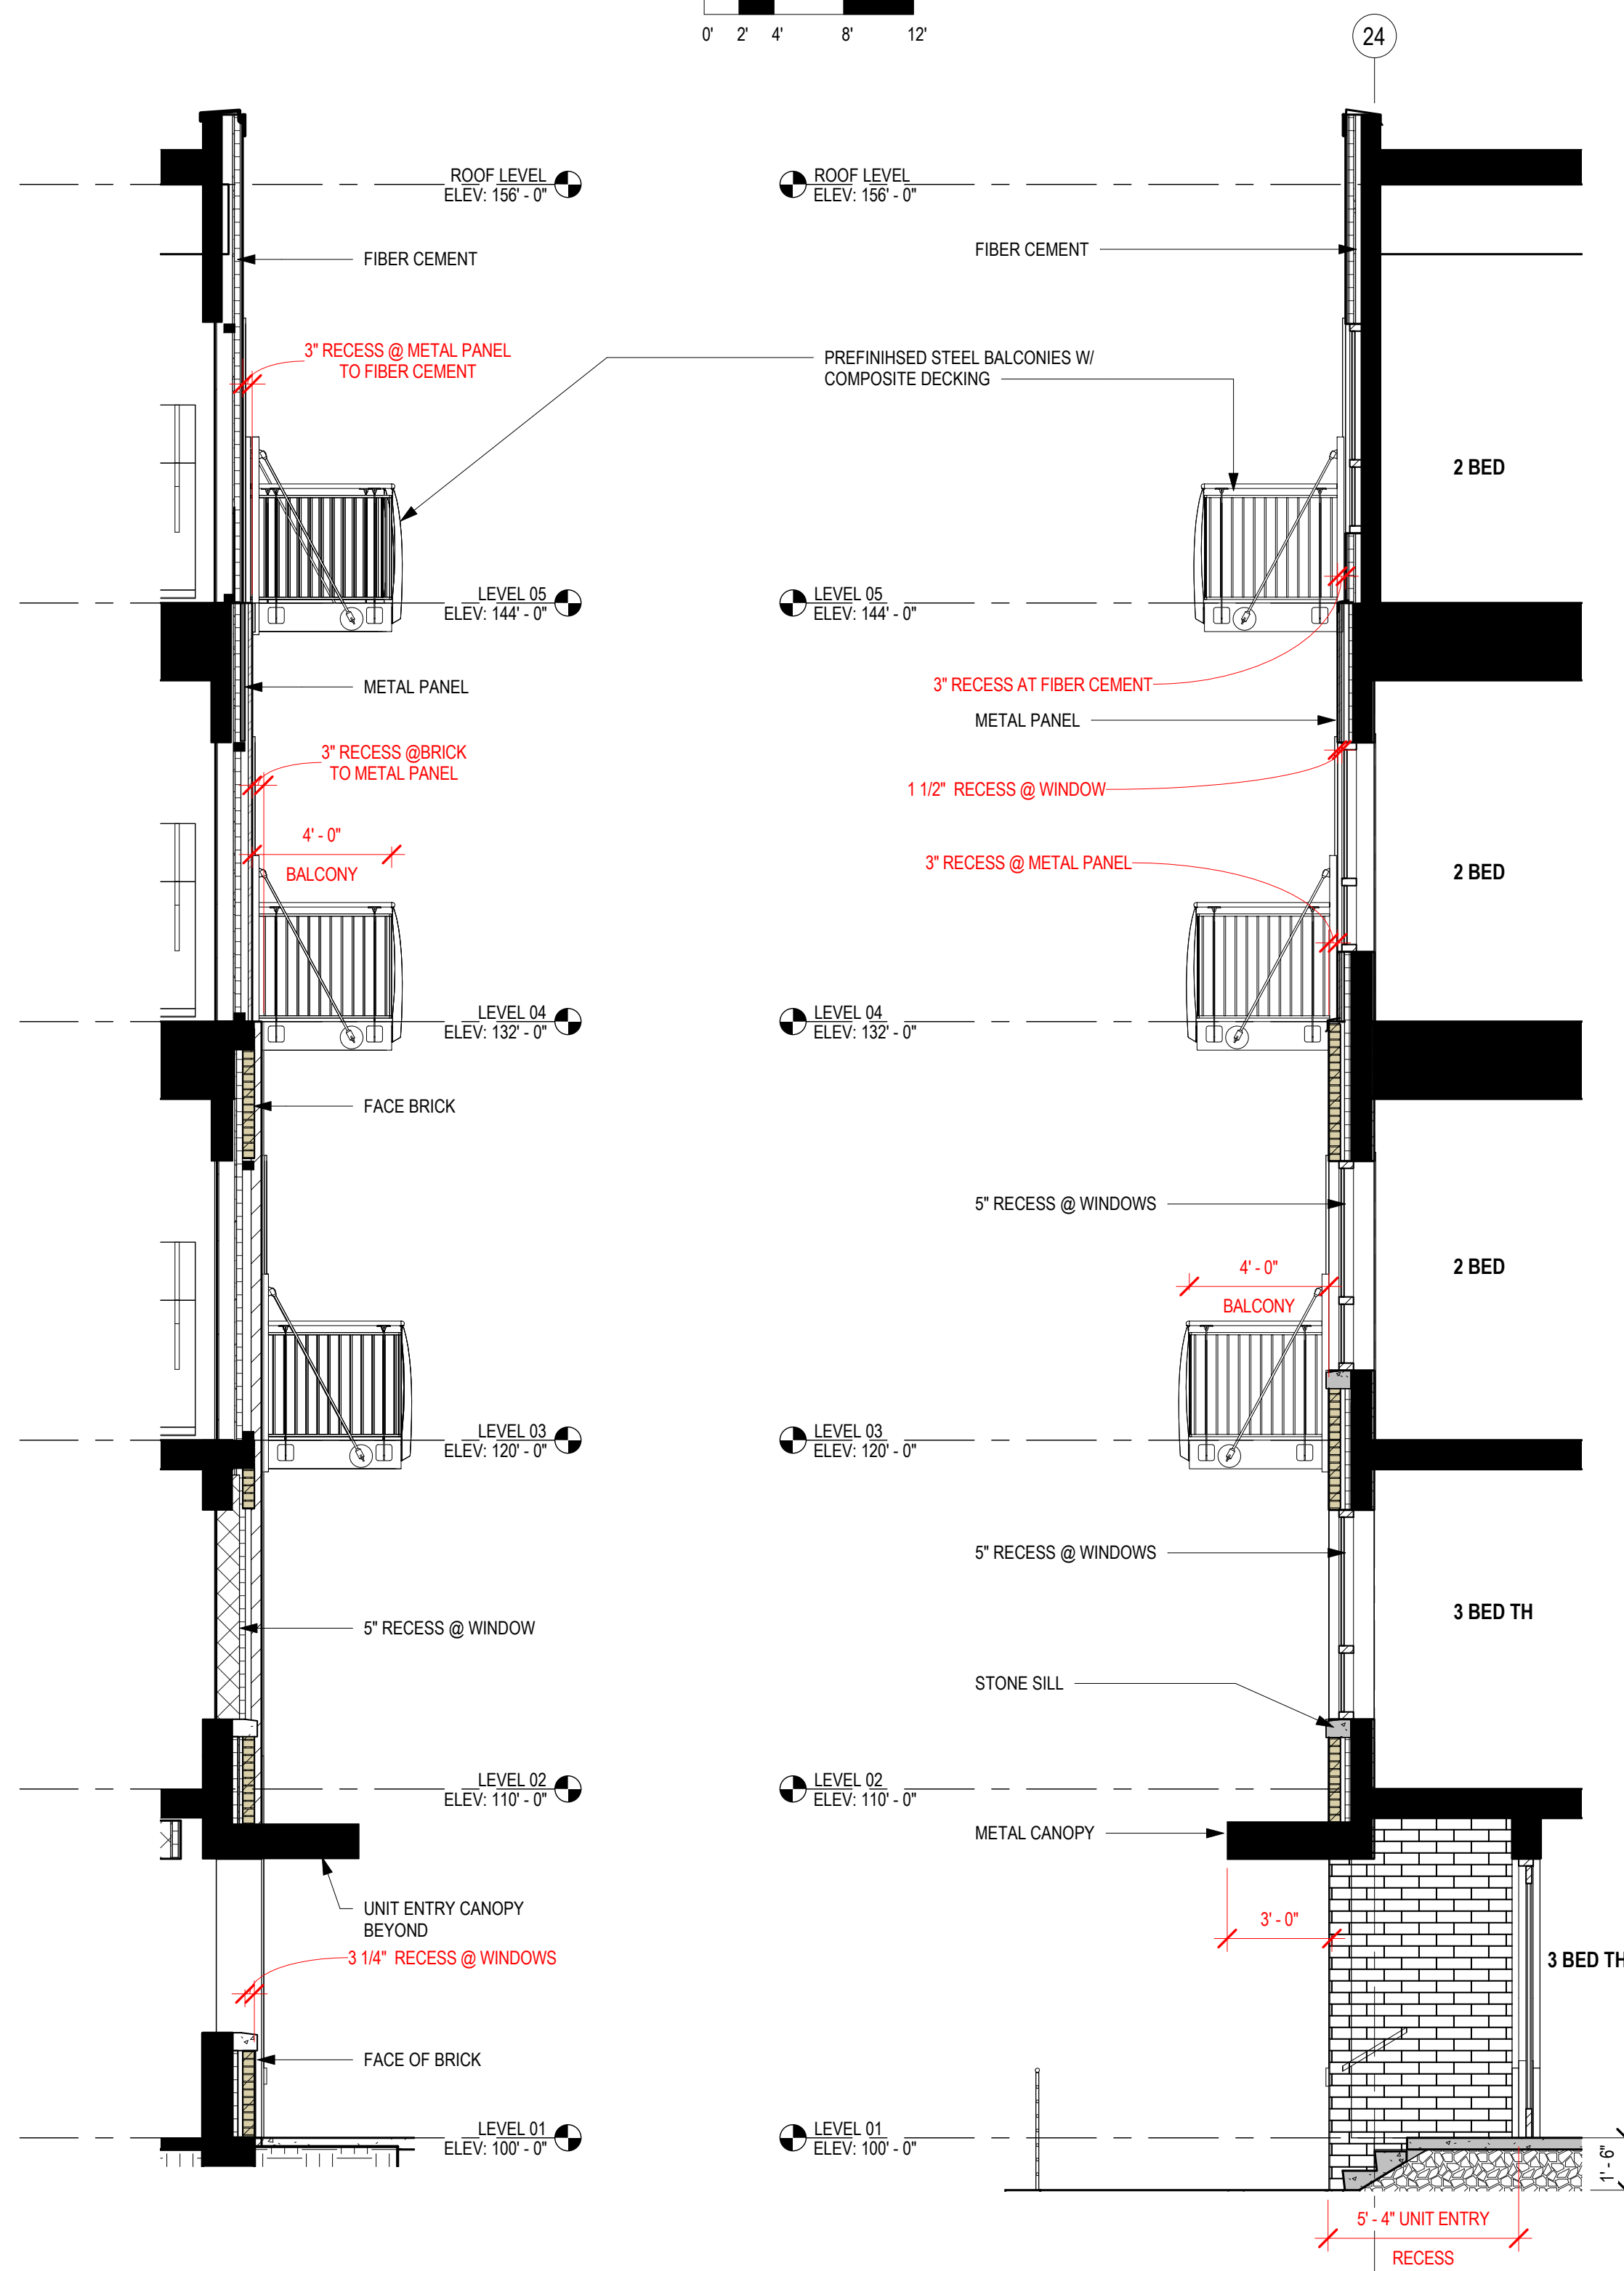 0' 2' 4' 8' 12'
24
ROOF LEVEL
ELEV: 156' - 0"
ROOF LEVEL
ELEV: 156' - 0"
FIBER CEMENT
FIBER CEMENT
3" RECESS @ METAL PANEL
TO FIBER CEMENT
PREFINIHSED STEEL BALCONIES W/
COMPOSITE DECKING
2 BED
LEVEL 05
ELEV: 144' - 0"
LEVEL 05
ELEV: 144' - 0"
METAL PANEL
3" RECESS AT FIBER CEMENT
METAL PANEL
3" RECESS @BRICK
TO METAL PANEL
1 1/2" RECESS @ WINDOW
4' - 0"
BALCONY
3" RECESS @ METAL PANEL
2 BED
LEVEL 04
ELEV: 132' - 0"
LEVEL 04
ELEV: 132' - 0"
FACE BRICK
5" RECESS @ WINDOWS
4' - 0"
BALCONY
2 BED
LEVEL 03
ELEV: 120' - 0"
LEVEL 03
ELEV: 120' - 0"
5" RECESS @ WINDOWS
5" RECESS @ WINDOW
3 BED TH
STONE SILL
LEVEL 02
ELEV: 110' - 0"
LEVEL 02
ELEV: 110' - 0"
METAL CANOPY
UNIT ENTRY CANOPY
BEYOND
3' - 0"
3 1/4" RECESS @ WINDOWS
3 BED TH
FACE OF BRICK
LEVEL 01
ELEV: 100' - 0"
LEVEL 01
ELEV: 100' - 0"
1' - 6"
5' - 4" UNIT ENTRY
RECESS